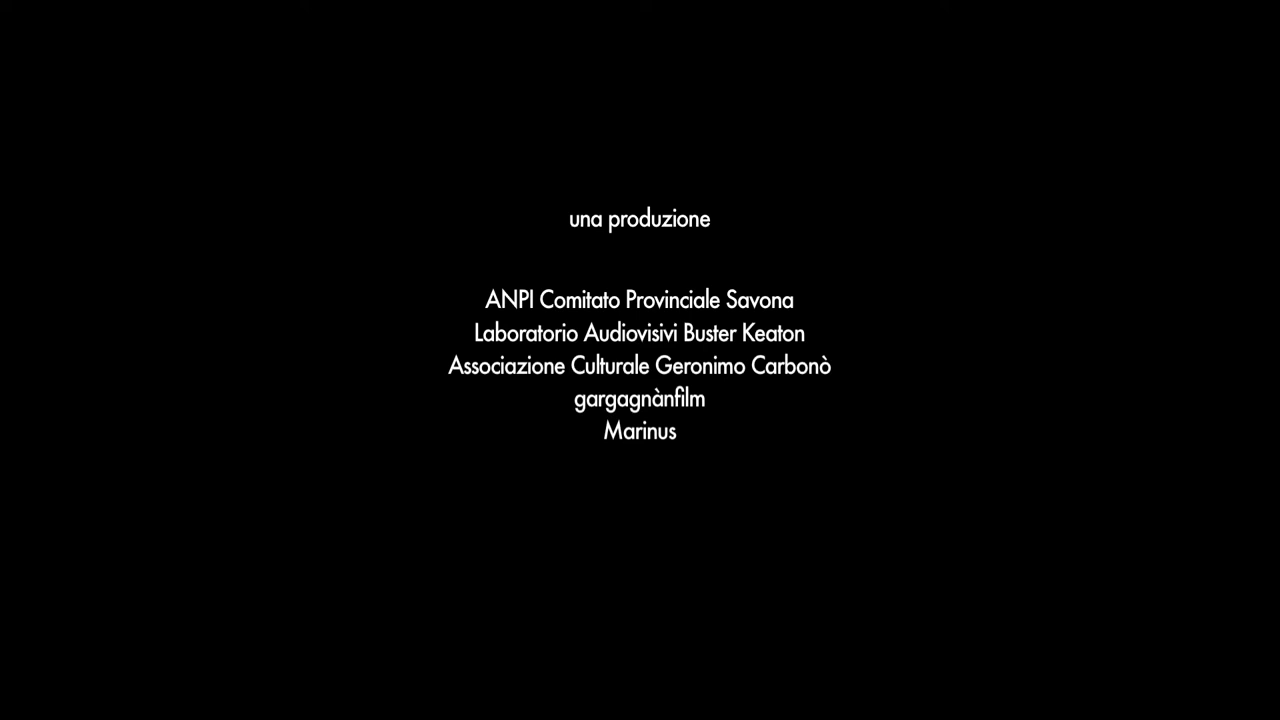 una produzione
ANPI Comitato Provinciale Savona
Laboratorio Audiovisivi Buster Keaton
Associazione Culturale Geronimo Carbonò
gargagnànfilm
Marinus